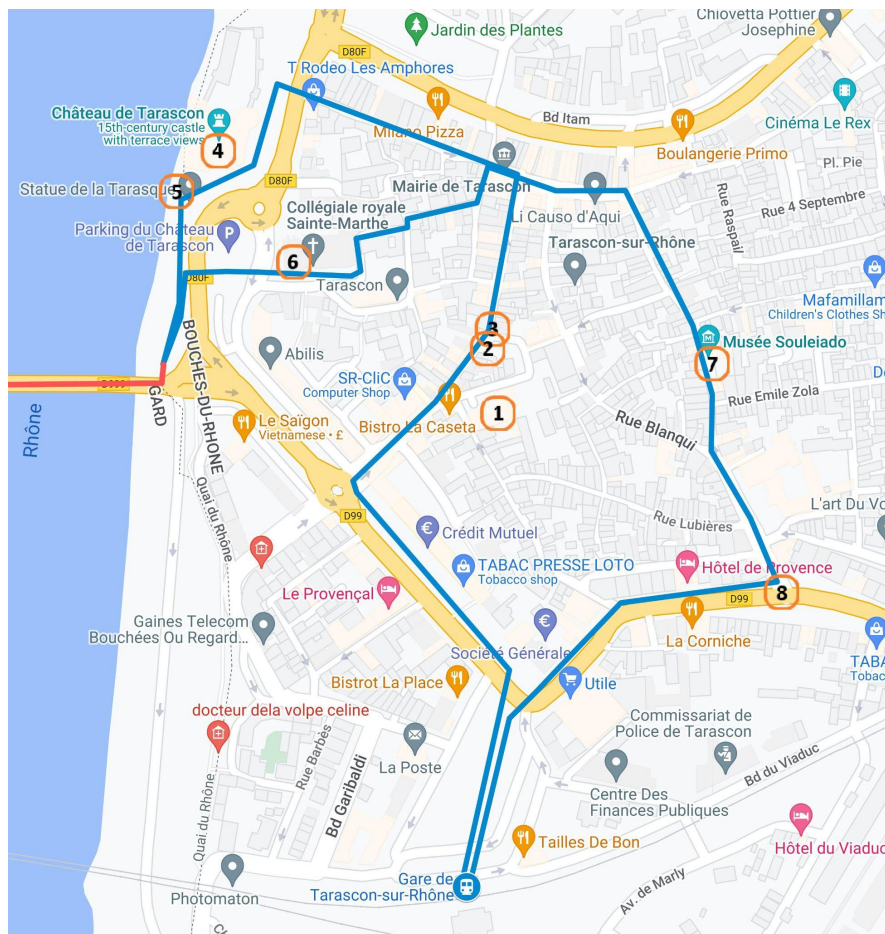 Chiovetta Pottier
Josephine
Jardin des Plantes
D80F
T Rodeo Les Amphores
Château de Tarascon
15th-century castle
with terrace views
4
Milano Pizza
Bd Itam
Cinéma Le Rex
Boulangerie Primo
Pl. Pie
Statue de la Tarasque
5
D80F
Mairie de Tarascon
Li Causo d'Aqui
Rue Raspail
Rue 4 Septembre
Collégiale royale
Sainte-Marthe
6
Parking du Château
de Tarascon
Tarascon-sur-Rhône
D80F
Tarascon
Mafamillam
Children's Clothes Sh
BOUCHES-DU-RHONE
GARD
Rhône
Abilis
3
2
Musée Souleiado
7
SR-CliC
Computer Shop
Rue Emile Zola
Bistro La Caseta
1
Rue Blanqui
Le Saïgon
Vietnamese • £
Quai du Rhône
D99
Crédit Mutuel
Rue Lubières
L'art Du Vo
TABAC PRESSE LOTO
Tobacco shop
Hôtel de Provence
D99
8
Le Provençal
La Corniche
Gaines Telecom
Bouchées Ou Regard...
Société Générale
TABA
Tobac
Bistrot La Place
Utile
docteur dela volpe celine
Commissariat de
Police de Tarascon
Rue Barbès
La Poste
Bd Garibaldi
Bd du Viaduc
Centre Des
Finances Publiques
Quai du Rhône
Tailles De Bon
Hôtel du Viaduc
Gare de
Tarascon-sur-Rhône
Photomaton
Av. de Marly